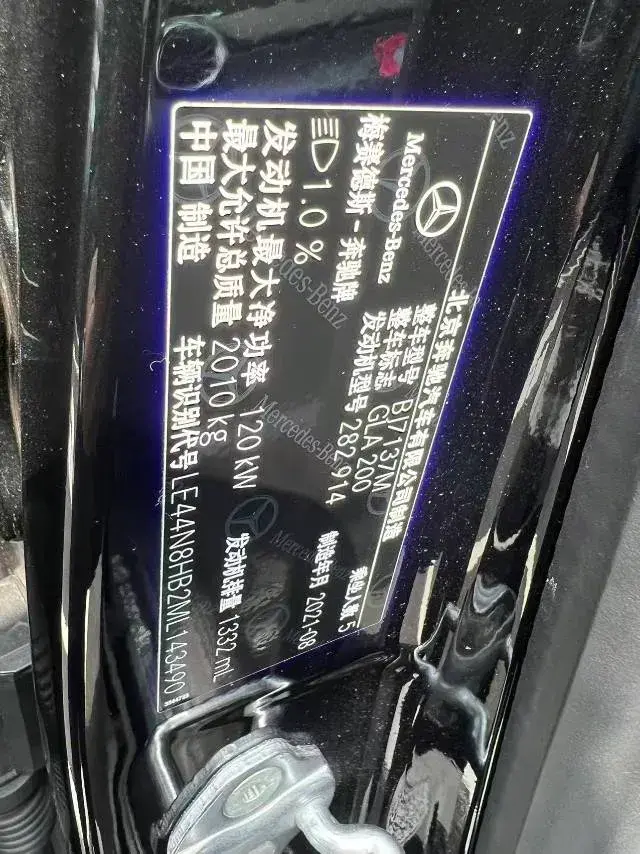 Mercedes-Benz
北京奔驰汽车有限公司制造
梅赛德斯-奔驰牌
整车型号
整车标志 GLA 200
发动机型号 282914
乘坐人数 5
1.0 %
制造年月 2021-08
发动机最大净功率 120 kW
发动机排量 1332 mL
最大允许总质量 2010 kg
中国 制造
车辆识别代号 LE44N8HB2ML143490